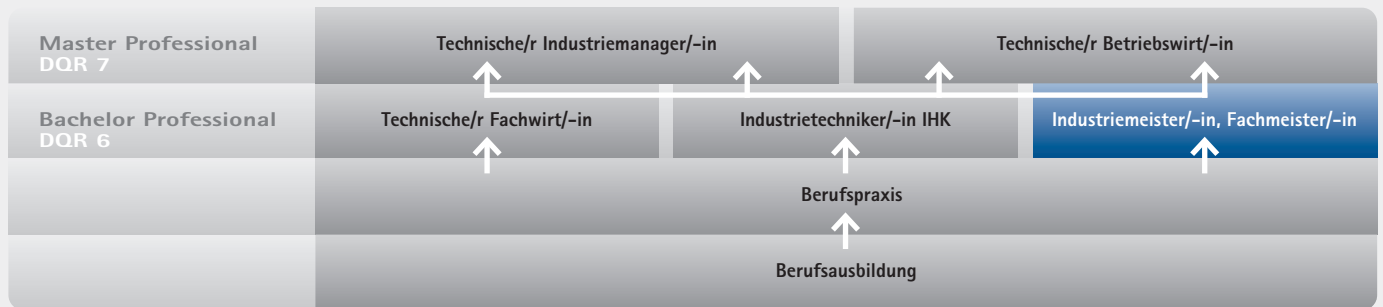 Master Professional
DQR 7
Technische/r Industriemanager/-in
Technische/r Betriebswirt/-in
Bachelor Professional
DQR 6
Technische/r Fachwirt/-in
Industrietechniker/-in IHK
Industriemeister/-in, Fachmeister/-in
Berufspraxis
Berufsausbildung